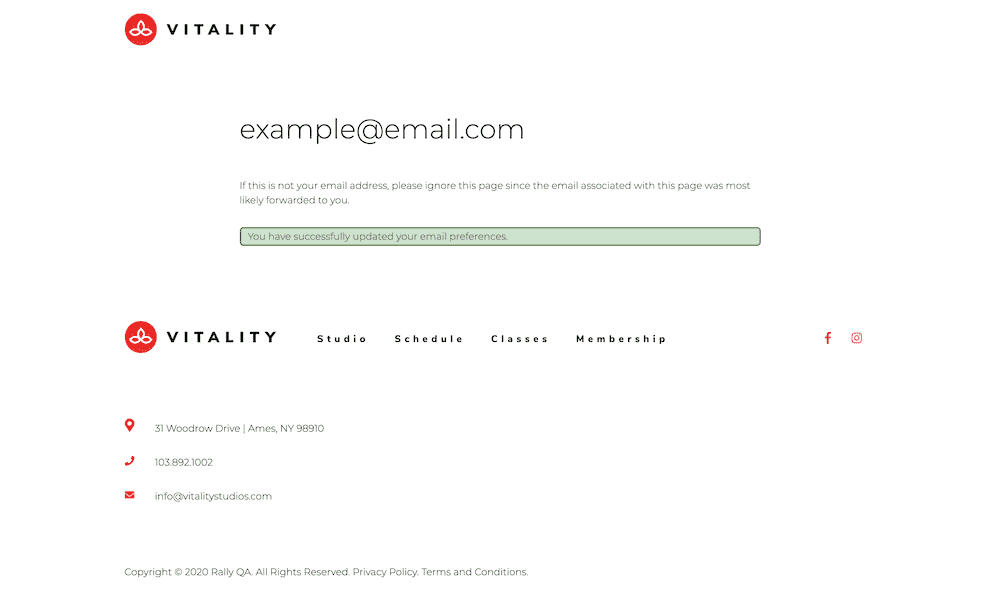 VITALITY
example@email.com
If this is not your email address, please ignore this page since the email associated with this page was most
likely forwarded to you.
You have successfully updated your email preferences.
VITALITY Studio Schedule Classes Membership
31 Woodrow Drive | Ames, NY 98910
103.892.1002
info@vitalitystudios.com
Copyright © 2020 Rally QA. All Rights Reserved. Privacy Policy. Terms and Conditions.